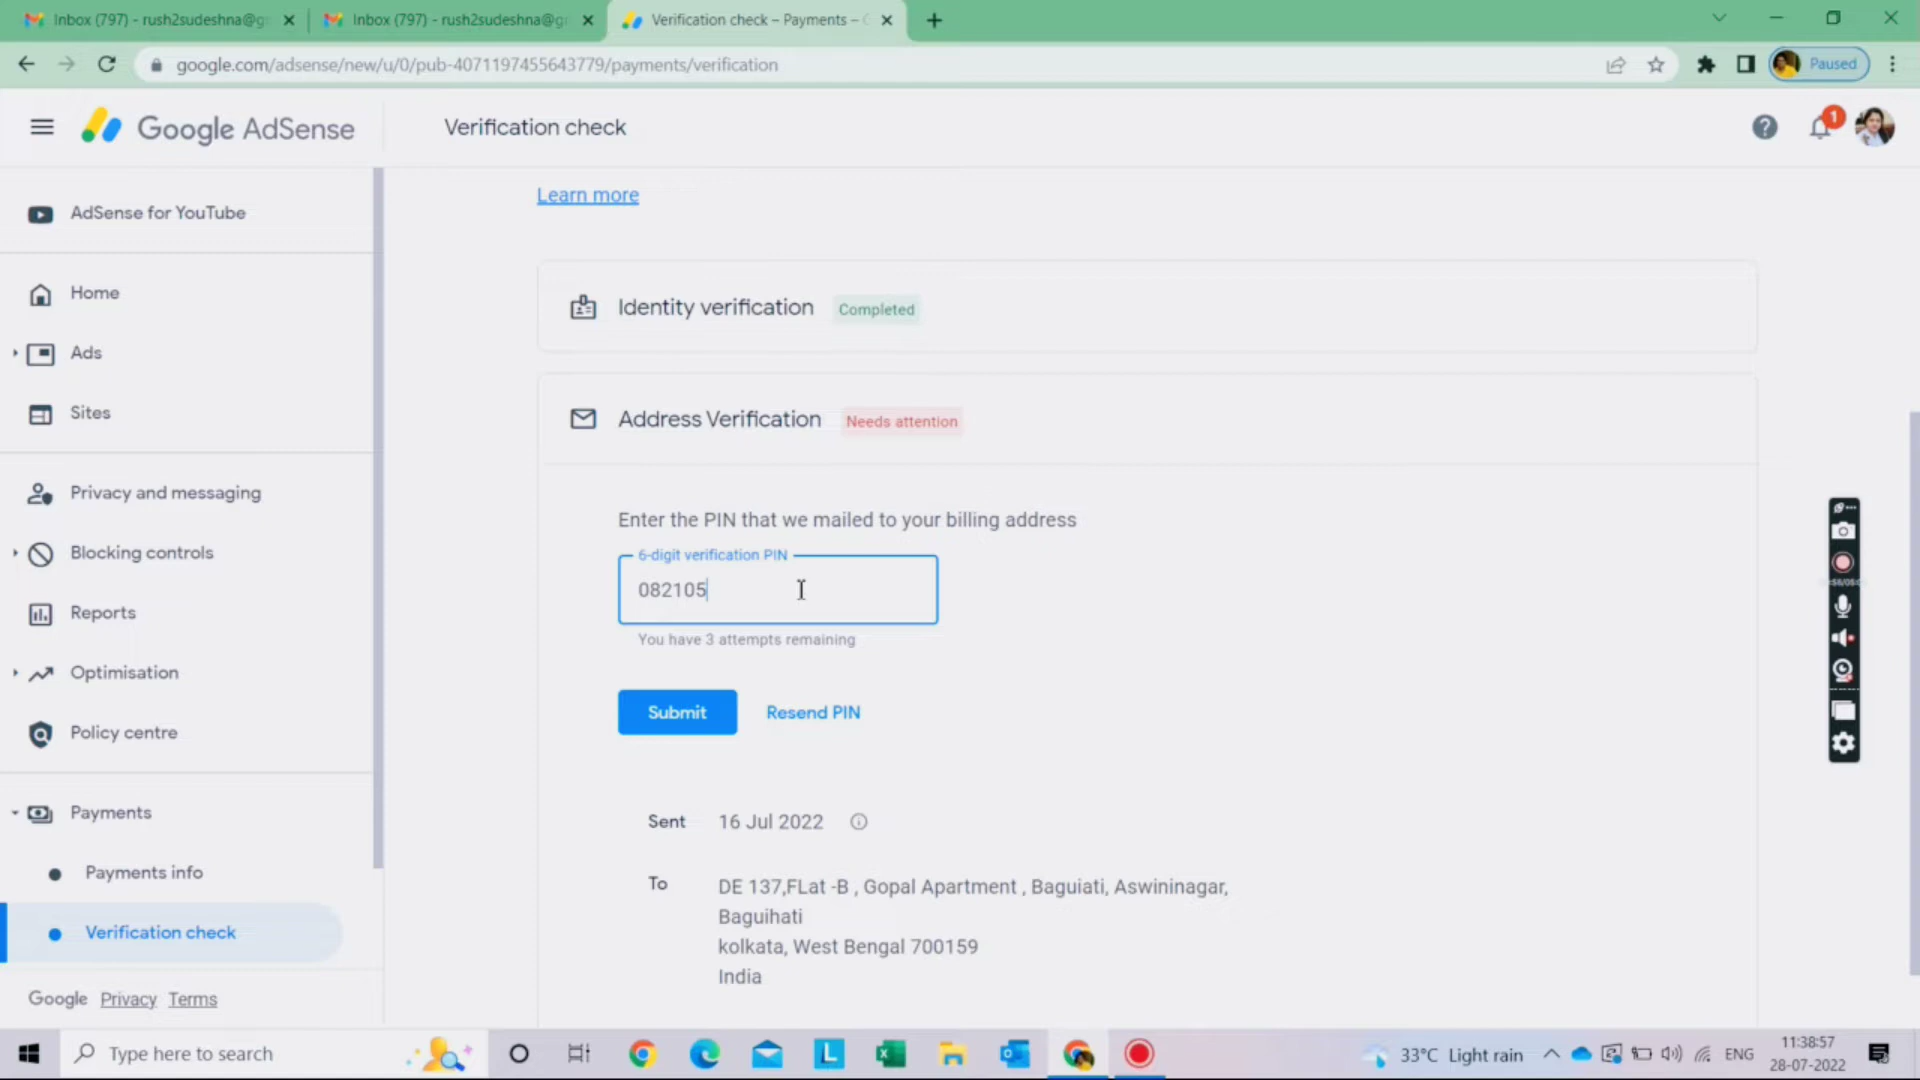 Inbox (797) - rush2sudeshna@g
Inbox (797) - rush2sudeshna@g
Verification check – Payments –
google.com/adsense/new/u/0/pub-4071197455643779/payments/verification
Paused
Google AdSense
Verification check
1
AdSense for YouTube
Home
Ads
Sites
Privacy and messaging
Blocking controls
Reports
Optimisation
Policy centre
Payments
Payments info
Verification check
Google Privacy Terms
Learn more
Identity verification Completed
Address Verification Needs attention
Enter the PIN that we mailed to your billing address
6-digit verification PIN
082105
You have 3 attempts remaining
Submit Resend PIN
Sent 16 Jul 2022
To DE 137,FLat -B , Gopal Apartment , Baguiati, Aswininagar,
Baguihati
kolkata, West Bengal 700159
India
Type here to search
33°C Light rain
ENG
11:38:57
28-07-2022